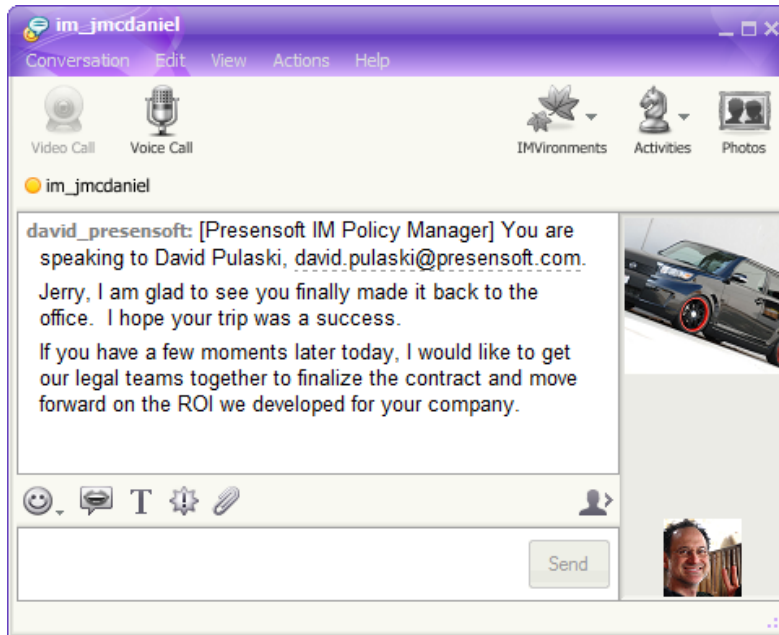 im_jmcdaniel
Conversation Edit View Actions Help
Video Call Voice Call IMVironments Activities Photos
im_jmcdaniel
david_presensoft: [Presensoft IM Policy Manager] You are
speaking to David Pulaski, david.pulaski@presensoft.com.
Jerry, I am glad to see you finally made it back to the
office. I hope your trip was a success.
If you have a few moments later today, I would like to get
our legal teams together to finalize the contract and move
forward on the ROI we developed for your company.
T
Send